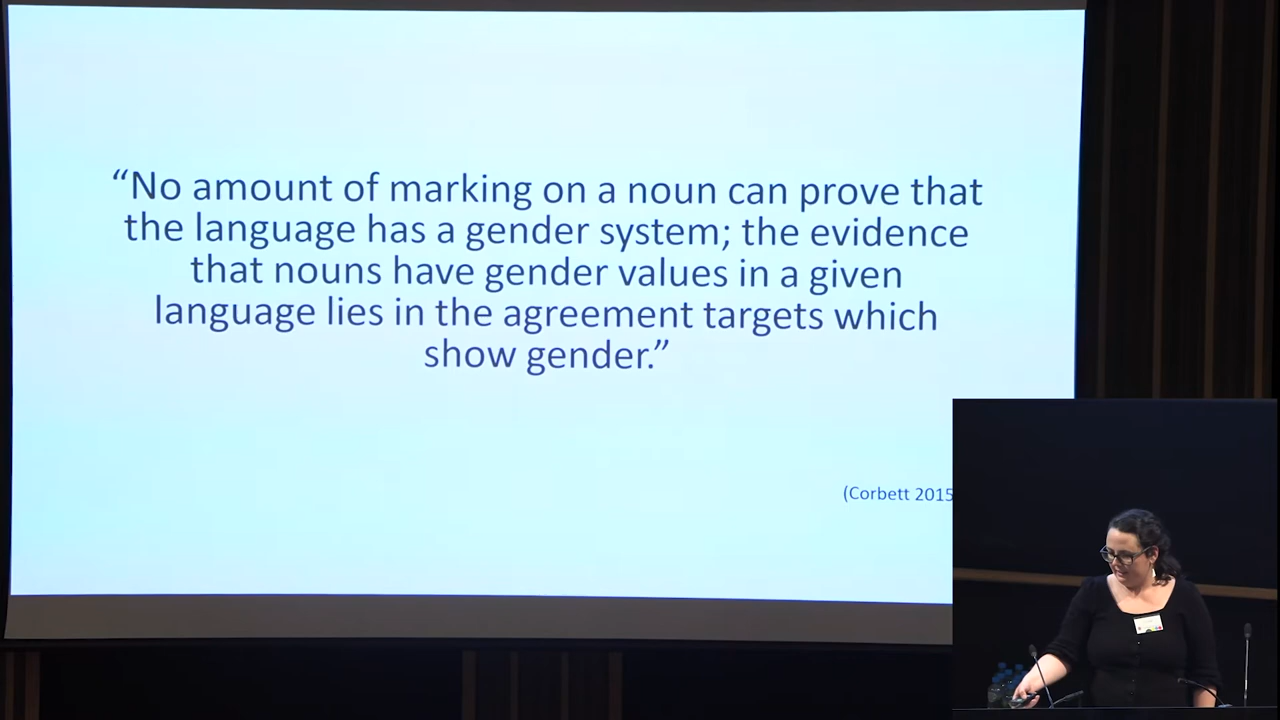 “No amount of marking on a noun can prove that
the language has a gender system; the evidence
that nouns have gender values in a given
language lies in the agreement targets which
show gender.”
(Corbett 2015